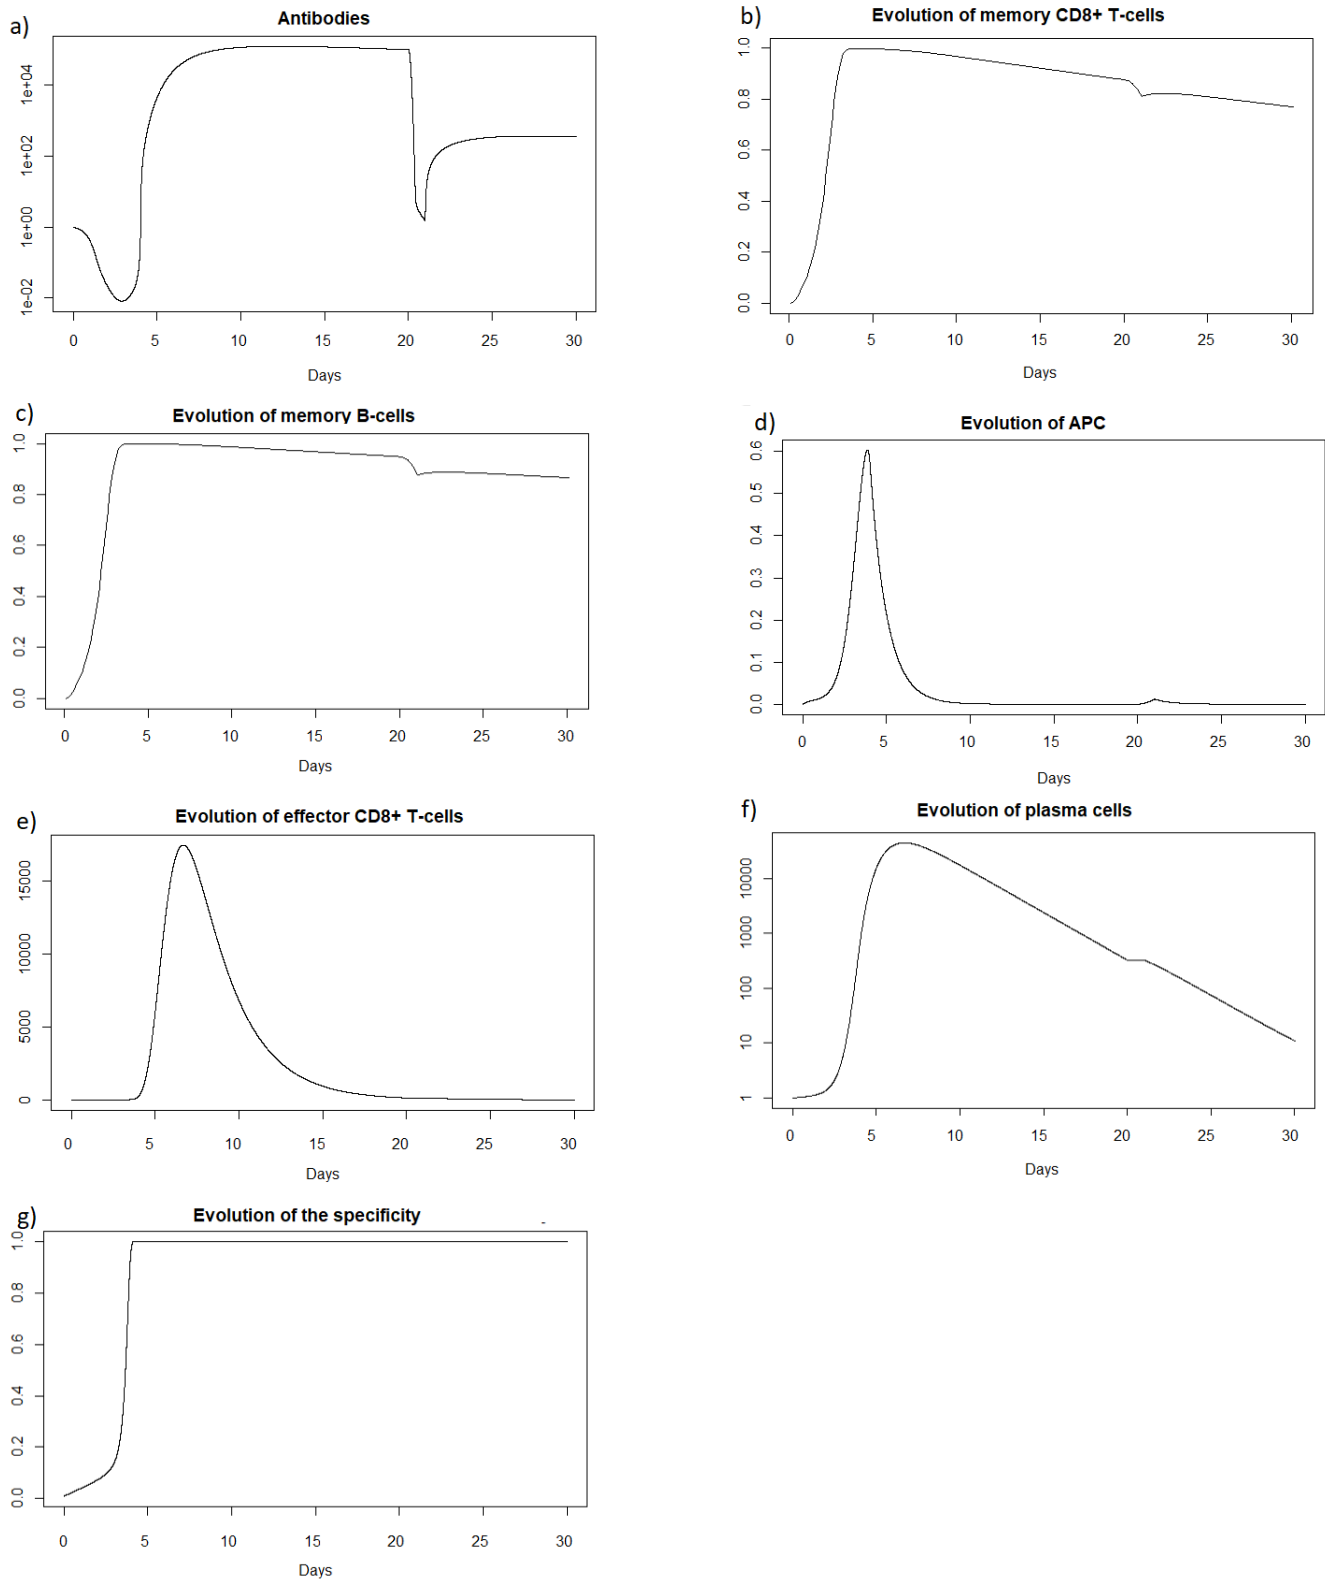 a)
Antibodies
1e+04
1e+02
1e+00
1e-02
0 5 10 15 20 25 30
Days
b)
Evolution of memory CD8+ T-cells
1.0
0.8
0.6
0.4
0.2
0.0
0 5 10 15 20 25 30
Days
c)
Evolution of memory B-cells
1.0
0.8
0.6
0.4
0.2
0.0
0 5 10 15 20 25 30
Days
d)
Evolution of APC
0.6
0.5
0.4
0.3
0.2
0.1
0.0
0 5 10 15 20 25 30
Days
e)
Evolution of effector CD8+ T-cells
15000
10000
5000
0
0 5 10 15 20 25 30
Days
f)
Evolution of plasma cells
10000
1000
100
10
1
0 5 10 15 20 25 30
Days
g)
Evolution of the specificity
1.0
0.8
0.6
0.4
0.2
0.0
0 5 10 15 20 25 30
Days